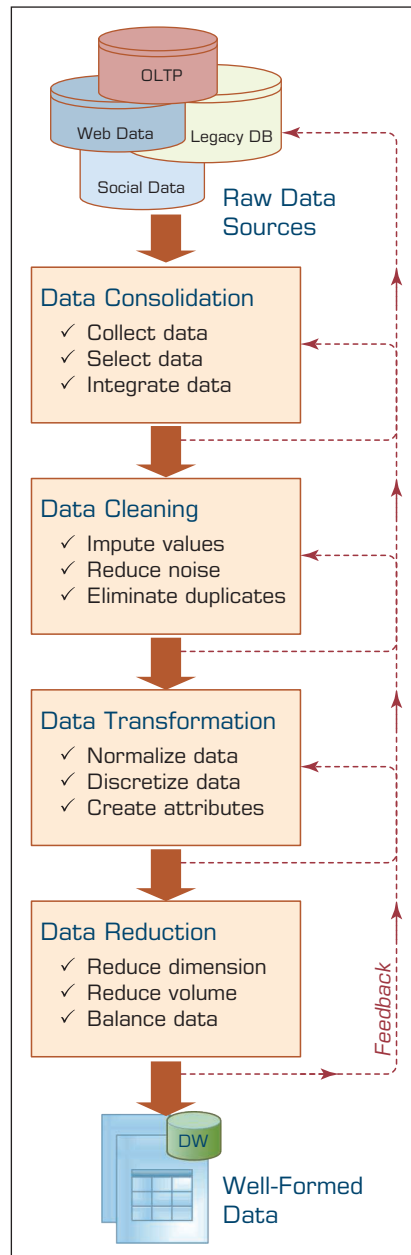 OLTP
Web Data
Legacy DB
Social Data
Raw Data
Sources
Data Consolidation
✓ Collect data
✓ Select data
✓ Integrate data
Data Cleaning
✓ Impute values
✓ Reduce noise
✓ Eliminate duplicates
Data Transformation
✓ Normalize data
✓ Discretize data
✓ Create attributes
Data Reduction
✓ Reduce dimension
✓ Reduce volume
✓ Balance data
Feedback
DW
Well-Formed
Data